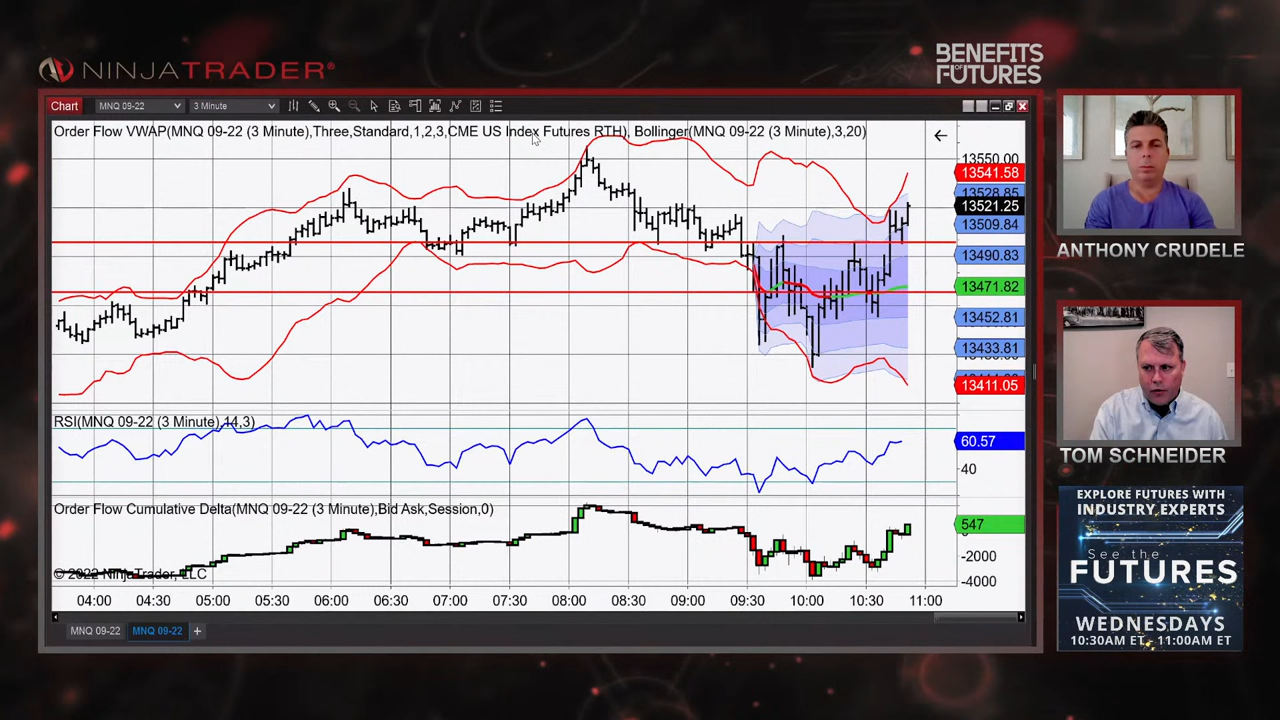 NINJATRADER®
BENEFITS
OF
FUTURES
Chart
MNQ 09-22
3 Minute
Order Flow VWAP(MNQ 09-22 (3 Minute),Three,Standard,1,2,3,CME US Index Futures RTH), Bollinger(MNQ 09-22 (3 Minute),3,20)
13550.00
13541.58
13528.85
13521.25
13509.84
13490.83
13471.82
13452.81
13433.81
13411.05
RSI(MNQ 09-22 (3 Minute),14,3)
60.57
40
Order Flow Cumulative Delta(MNQ 09-22 (3 Minute),Bid Ask,Session,0)
547
-2000
-4000
© 2022 NinjaTrader, LLC
04:00 04:30 05:00 05:30 06:00 06:30 07:00 07:30 08:00 08:30 09:00 09:30 10:00 10:30 11:00
MNQ 09-22 MNQ 09-22 +
ANTHONY CRUDELE
TOM SCHNEIDER
EXPLORE FUTURES WITH
INDUSTRY EXPERTS
See the
FUTURES
WEDNESDAYS
10:30AM ET - 11:00AM ET